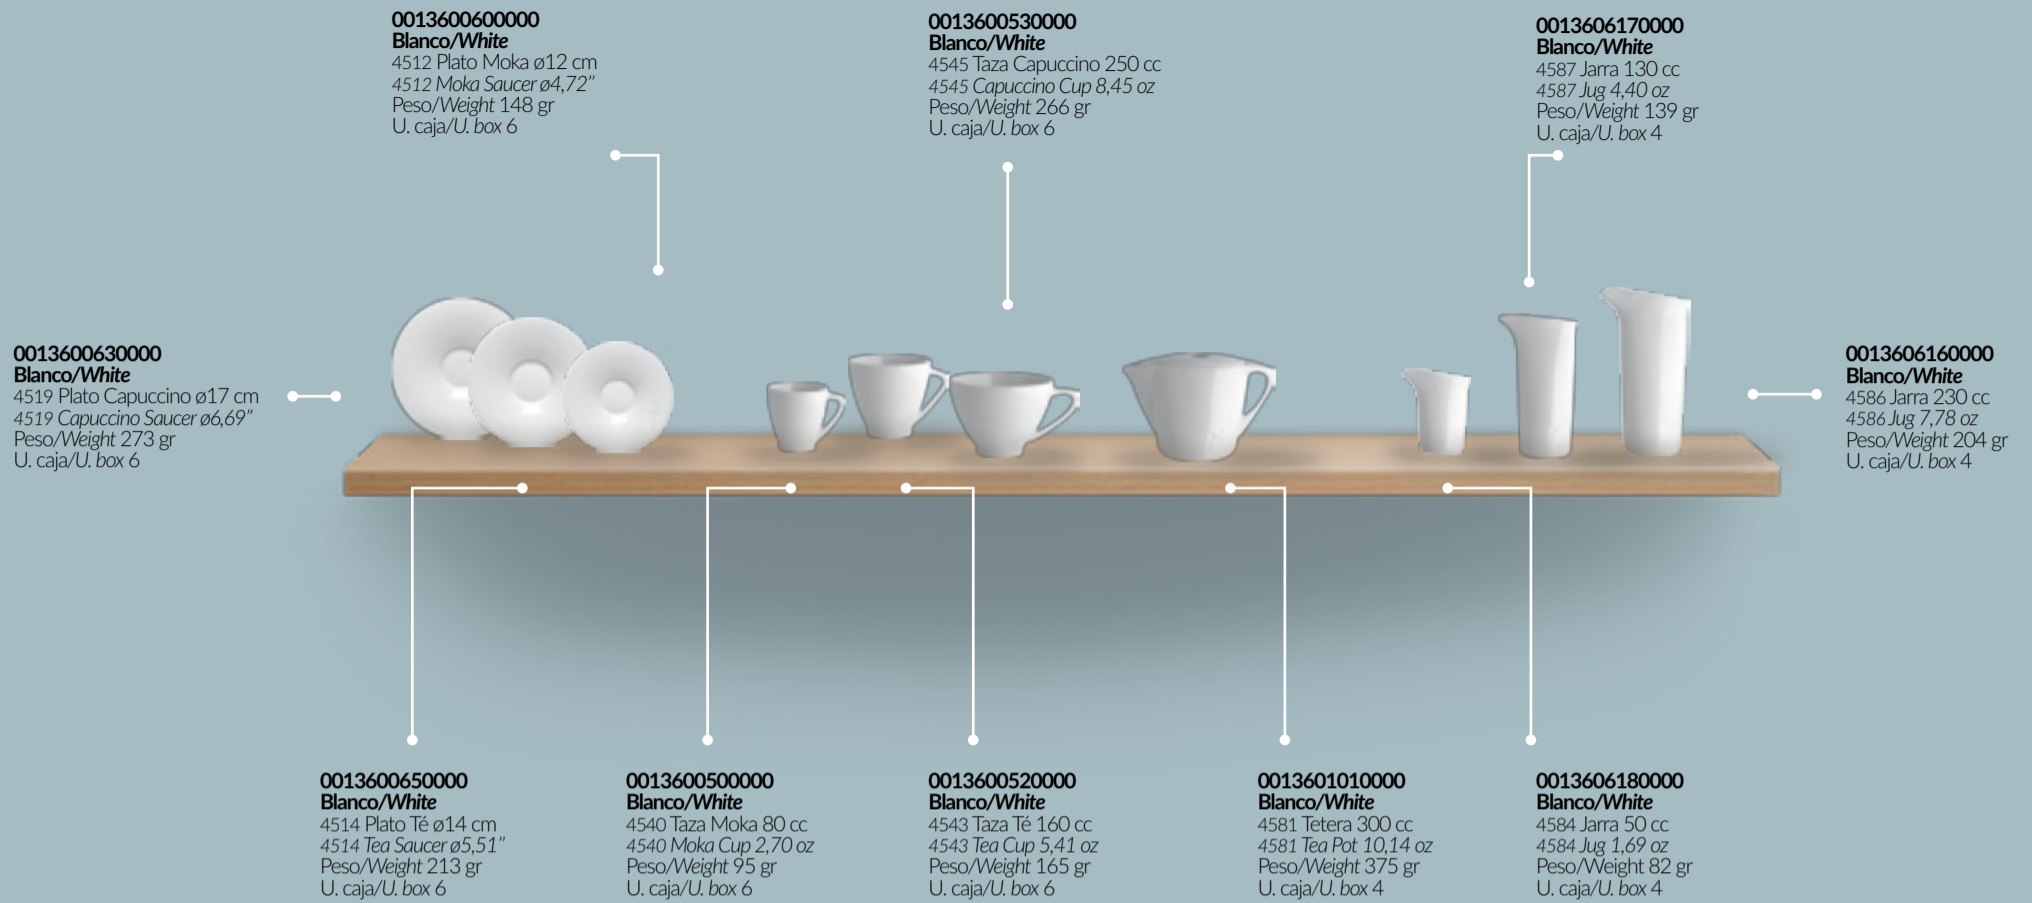 0013600600000
Blanco/White
4512 Plato Moka ø12 cm
4512 Moka Saucer ø4,72”
Peso/Weight 148 gr
U. caja/U. box 6
0013600530000
Blanco/White
4545 Taza Capuccino 250 cc
4545 Capuccino Cup 8,45 oz
Peso/Weight 266 gr
U. caja/U. box 6
0013606170000
Blanco/White
4587 Jarra 130 cc
4587 Jug 4,40 oz
Peso/Weight 139 gr
U. caja/U. box 4
0013600630000
Blanco/White
4519 Plato Capuccino ø17 cm
4519 Capuccino Saucer ø6,69”
Peso/Weight 273 gr
U. caja/U. box 6
0013606160000
Blanco/White
4586 Jarra 230 cc
4586 Jug 7,78 oz
Peso/Weight 204 gr
U. caja/U. box 4
0013600650000
Blanco/White
4514 Plato Té ø14 cm
4514 Tea Saucer ø5,51”
Peso/Weight 213 gr
U. caja/U. box 6
0013600500000
Blanco/White
4540 Taza Moka 80 cc
4540 Moka Cup 2,70 oz
Peso/Weight 95 gr
U. caja/U. box 6
0013600520000
Blanco/White
4543 Taza Té 160 cc
4543 Tea Cup 5,41 oz
Peso/Weight 165 gr
U. caja/U. box 6
0013601010000
Blanco/White
4581 Tetera 300 cc
4581 Tea Pot 10,14 oz
Peso/Weight 375 gr
U. caja/U. box 4
0013606180000
Blanco/White
4584 Jarra 50 cc
4584 Jug 1,69 oz
Peso/Weight 82 gr
U. caja/U. box 4